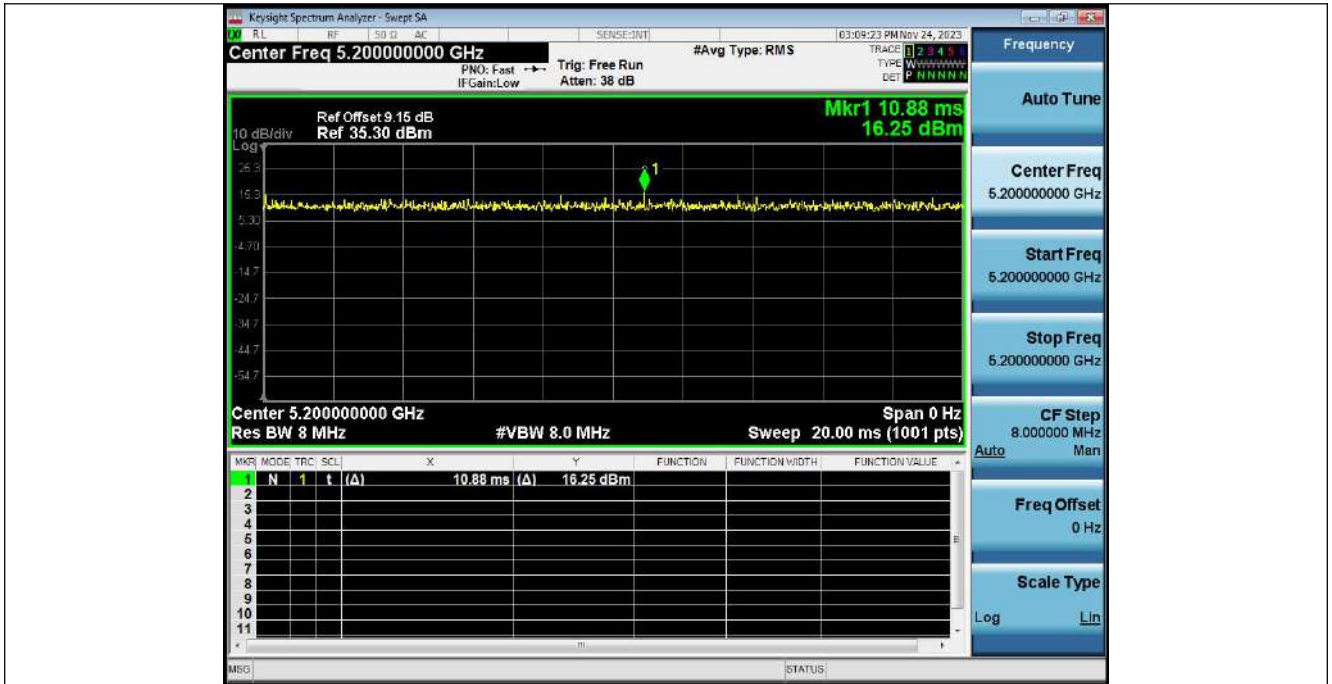 Keysight Spectrum Analyzer - Swept SA
RL RF 50 Ω AC SENSE:INT 03:09:23 PM Nov 24, 2023
Center Freq 5.200000000 GHz #Avg Type: RMS TRACE 1 2 3 4 5 6
PNO: Fast Trig: Free Run TYPE
IFGain:Low Atten: 38 dB DET P N N N N N
Mkr1 10.88 ms
16.25 dBm
Ref Offset 9.15 dB
10 dB/div Ref 35.30 dBm
Log
25.3
15.3
5.30
-4.70
-14.7
-24.7
-34.7
-44.7
-54.7
1
Center 5.200000000 GHz Span 0 Hz
Res BW 8 MHz #VBW 8.0 MHz Sweep 20.00 ms (1001 pts)
MKR MODE TRC SCL X Y FUNCTION FUNCTION WIDTH FUNCTION VALUE
1 N 1 t (Δ) 10.88 ms (Δ) 16.25 dBm
2
3
4
5
6
7
8
9
10
11
MSG STATUS
Frequency
Auto Tune
Center Freq
5.200000000 GHz
Start Freq
5.200000000 GHz
Stop Freq
5.200000000 GHz
CF Step
8.000000 MHz
Auto Man
Freq Offset
0 Hz
Scale Type
Log Lin